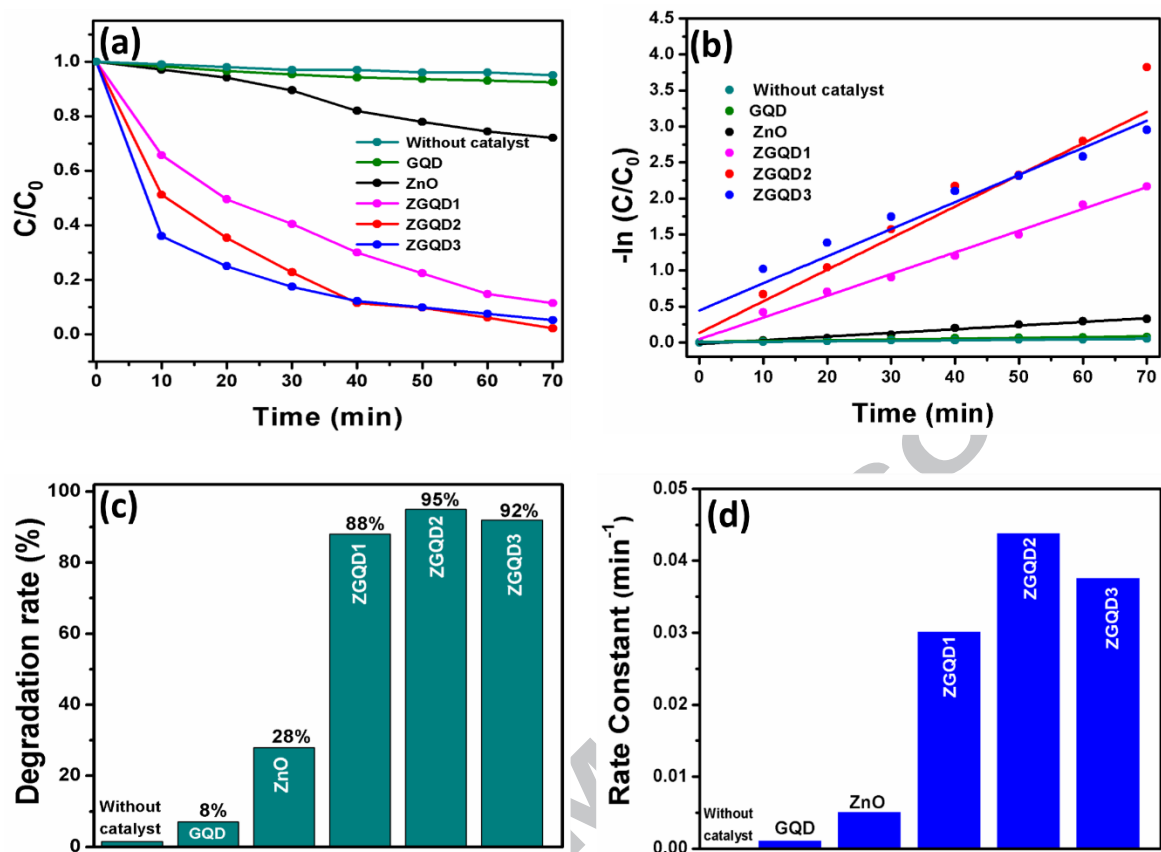 (a)
1.0
0.8
0.6
0.4
0.2
0.0
C/C0
Without catalyst
GQD
ZnO
ZGQD1
ZGQD2
ZGQD3
0 10 20 30 40 50 60 70
Time (min)
(b)
4.5
4.0
3.5
3.0
2.5
2.0
1.5
1.0
0.5
0.0
-ln (C/C0)
Without catalyst
GQD
ZnO
ZGQD1
ZGQD2
ZGQD3
0 10 20 30 40 50 60 70
Time (min)
(c)
100
80
60
40
20
0
Degradation rate (%)
Without
catalyst
8%
GQD
28%
ZnO
88%
ZGQD1
95%
ZGQD2
92%
ZGQD3
(d)
0.05
0.04
0.03
0.02
0.01
0.00
Rate Constant (min-1)
Without
catalyst
GQD
ZnO
ZGQD1
ZGQD2
ZGQD3